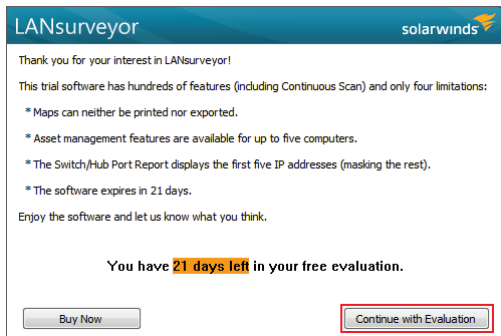 LANsurveyor
solarwinds
Thank you for your interest in LANsurveyor!
This trial software has hundreds of features (including Continuous Scan) and only four limitations:
* Maps can neither be printed nor exported.
* Asset management features are available for up to five computers.
* The Switch/Hub Port Report displays the first five IP addresses (masking the rest).
* The software expires in 21 days.
Enjoy the software and let us know what you think.
You have 21 days left in your free evaluation.
Buy Now
Continue with Evaluation